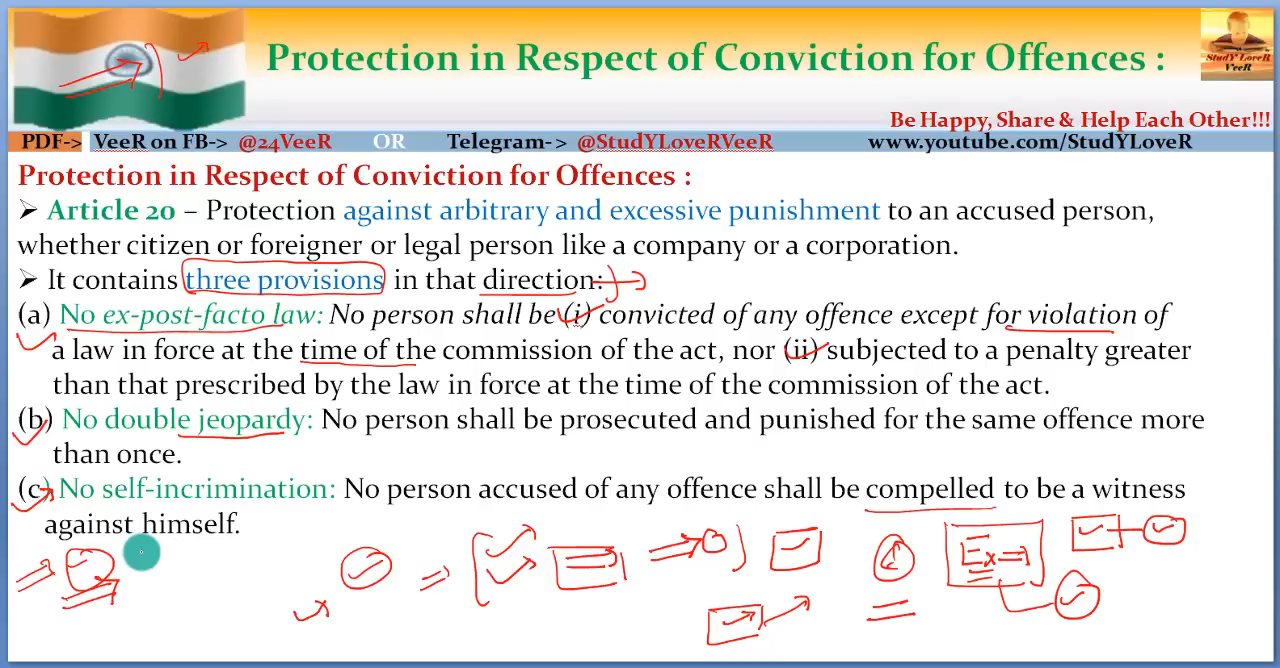 Protection in Respect of Conviction for Offences :
StudY LoveR
VeeR
Be Happy, Share & Help Each Other!!!
PDF-> VeeR on FB-> @24VeeR OR Telegram-> @StudYLoveRVeeR www.youtube.com/StudYLoveR
Protection in Respect of Conviction for Offences :
➢ Article 20 – Protection against arbitrary and excessive punishment to an accused person,
whether citizen or foreigner or legal person like a company or a corporation.
➢ It contains three provisions in that direction:
(a) No ex-post-facto law: No person shall be (i) convicted of any offence except for violation of
a law in force at the time of the commission of the act, nor (ii) subjected to a penalty greater
than that prescribed by the law in force at the time of the commission of the act.
(b) No double jeopardy: No person shall be prosecuted and punished for the same offence more
than once.
(c) No self-incrimination: No person accused of any offence shall be compelled to be a witness
against himself.
Ex